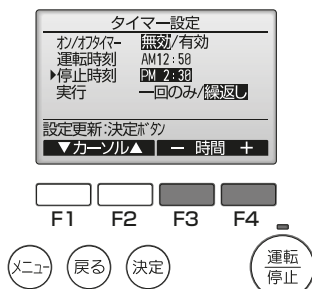 タイマー設定
オン/オフタイマー 無効/有効
運転時刻 AM12:50
▶停止時刻 PM 2:30
実行 一回のみ/繰返し
設定更新:決定ボタン
▼カーソル▲ － 時間 ＋
F1 F2 F3 F4
メニュー 戻る 決定 運転
停止